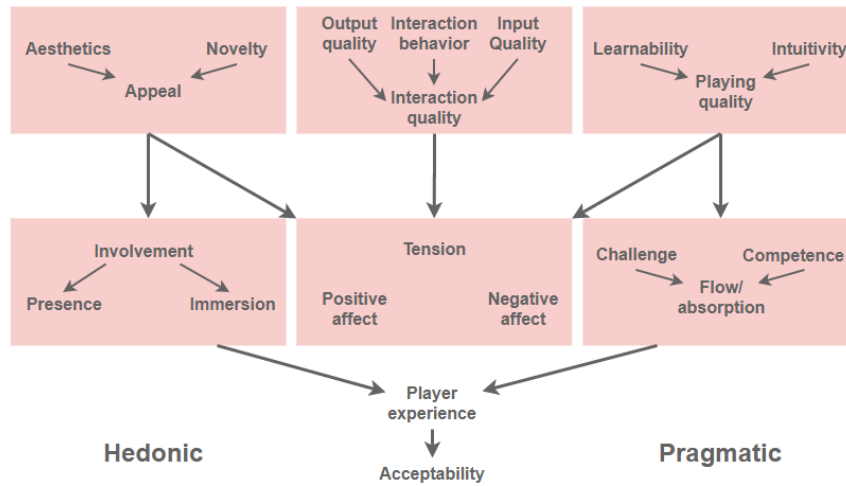 Aesthetics
Novelty
Appeal
Output
quality
Interaction
behavior
Input
Quality
Interaction
quality
Learnability
Intuitivity
Playing
quality
Involvement
Presence
Immersion
Tension
Positive
affect
Negative
affect
Challenge
Competence
Flow/
absorption
Player
experience
Hedonic
Pragmatic
Acceptability